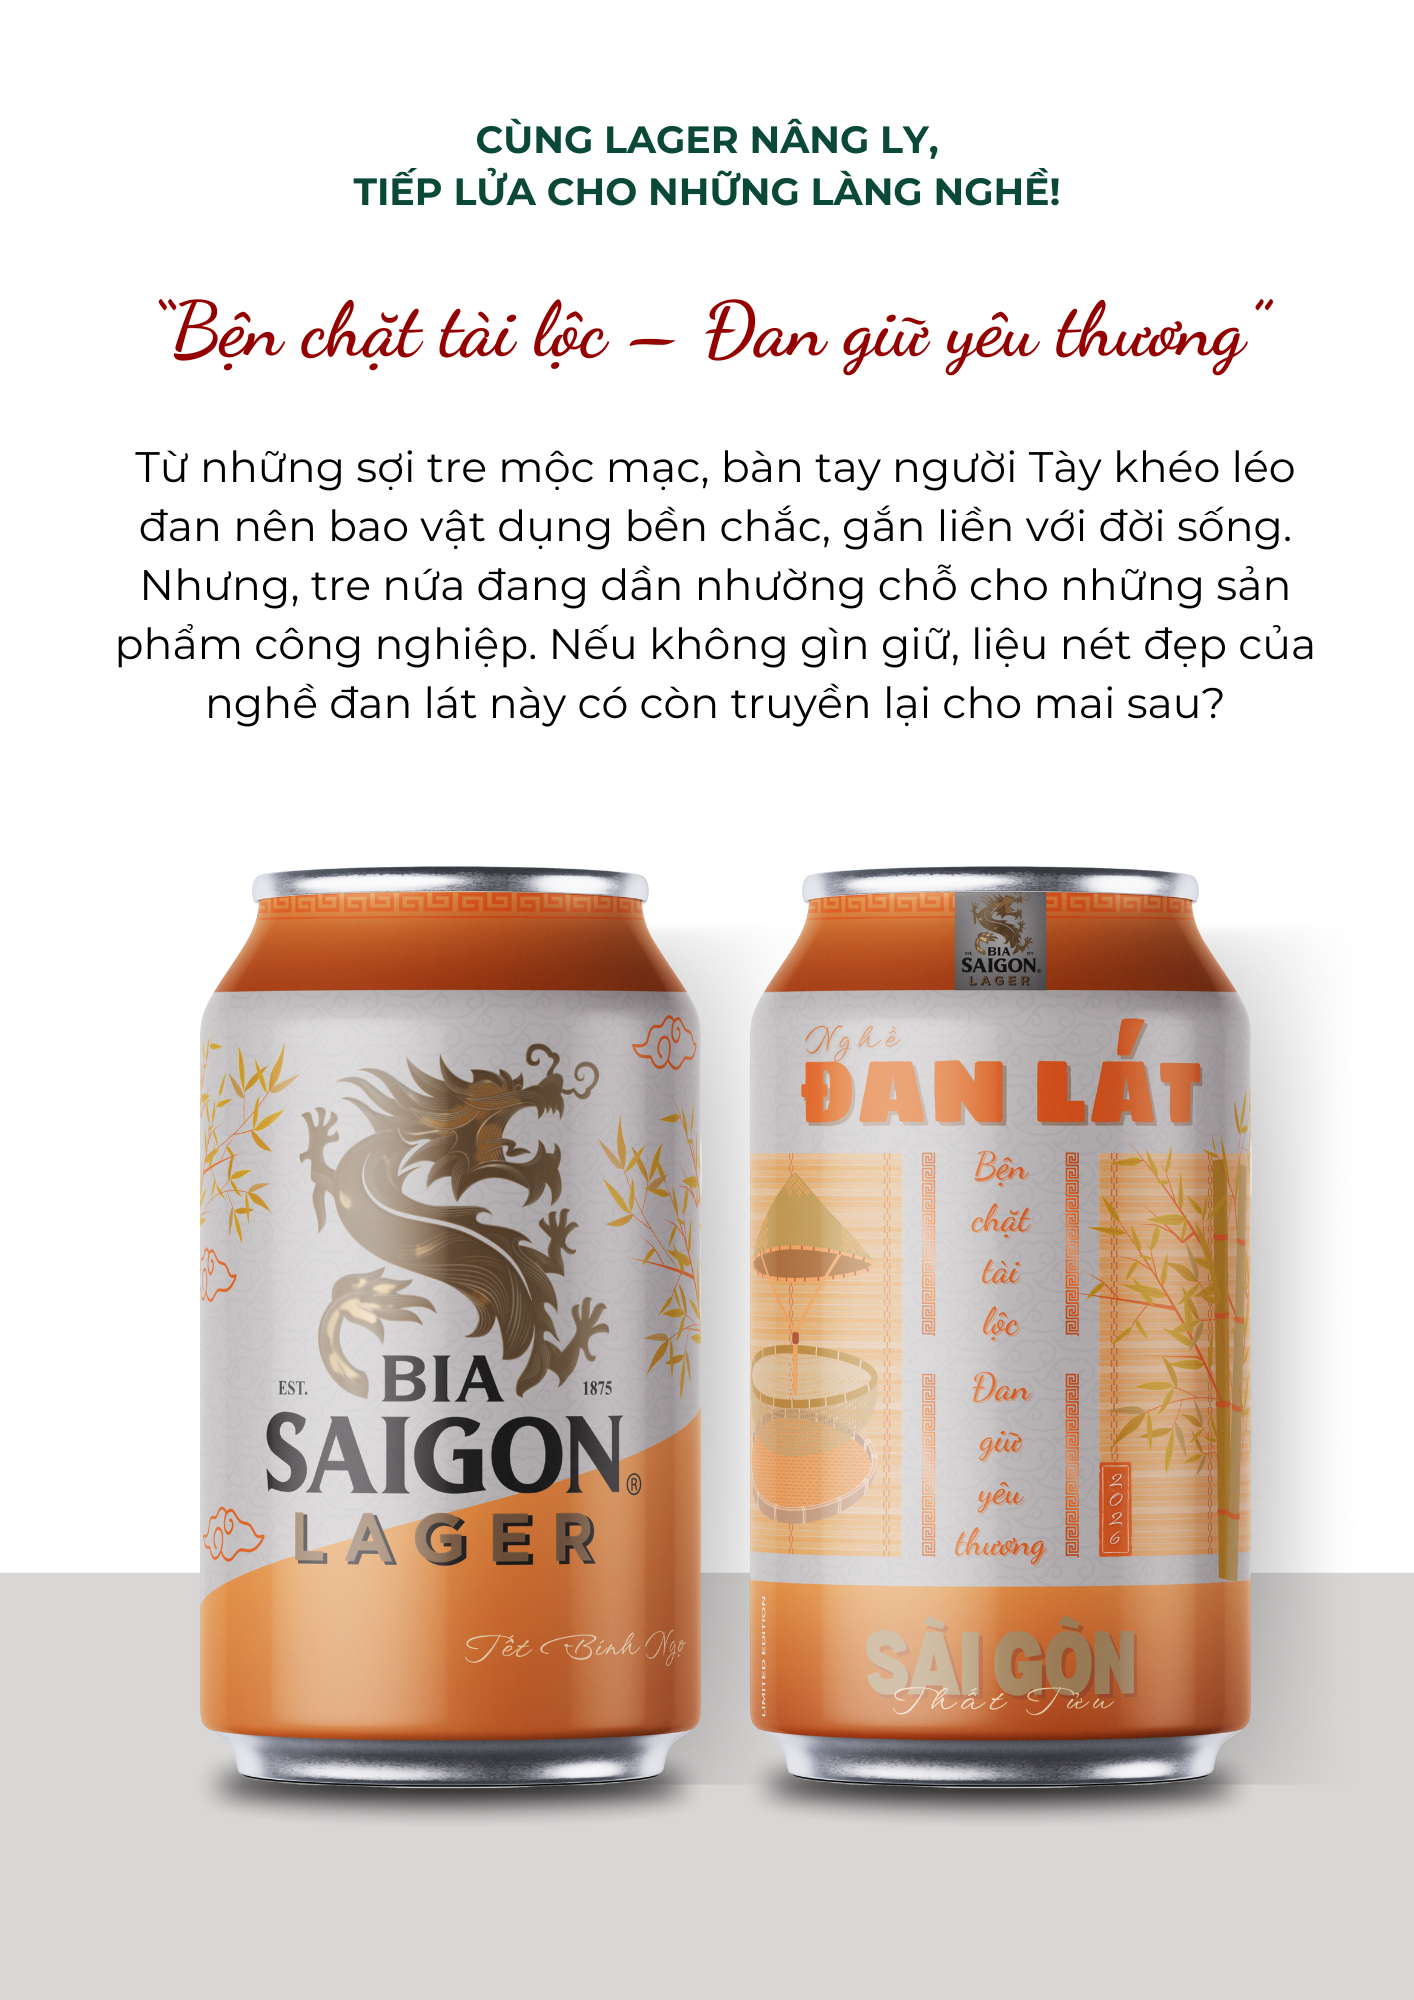 CÙNG LAGER NÂNG LY,
TIẾP LỬA CHO NHỮNG LÀNG NGHỀ!
“Bện chặt tài lộc – Đan giữ yêu thương”
Từ những sợi tre mộc mạc, bàn tay người Tày khéo léo
đan nên bao vật dụng bền chắc, gắn liền với đời sống.
Nhưng, tre nứa đang dần nhường chỗ cho những sản
phẩm công nghiệp. Nếu không gìn giữ, liệu nét đẹp của
nghề đan lát này có còn truyền lại cho mai sau?
EST. BIA 1875
SAIGON®
LAGER
Tết Bính Ngọ
BIA
SAIGON®
LAGER
Nghề
ĐAN LÁT
Bện
chặt
tài
lộc
Đan
giữ
yêu
thương
2026
LIMITED EDITION
SÀI GÒN
Thất Tửu